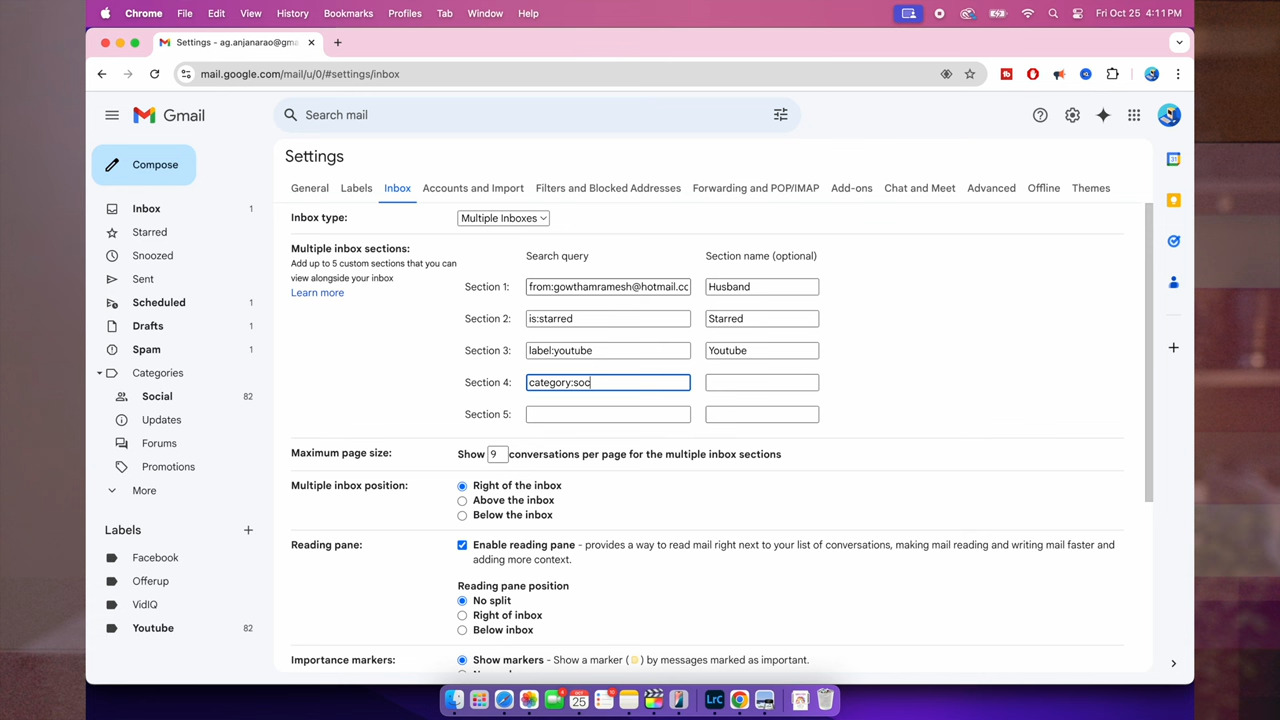 Chrome File Edit View History Bookmarks Profiles Tab Window Help Fri Oct 25 4:11 PM
Settings - ag.anjanarao@gma
mail.google.com/mail/u/0/#settings/inbox
Gmail
Search mail
Compose
Inbox 1
Starred
Snoozed
Sent
Scheduled 1
Drafts 1
Spam 1
Categories
Social 82
Updates
Forums
Promotions
More
Labels
Facebook
Offerup
VidIQ
Youtube 82
Settings
General Labels Inbox Accounts and Import Filters and Blocked Addresses Forwarding and POP/IMAP Add-ons Chat and Meet Advanced Offline Themes
Inbox type: Multiple Inboxes
Multiple inbox sections:
Add up to 5 custom sections that you can
view alongside your inbox
Learn more
Search query Section name (optional)
Section 1: from:gowthamramesh@hotmail.cc Husband
Section 2: is:starred Starred
Section 3: label:youtube Youtube
Section 4: category:soc
Section 5:
Maximum page size: Show 9 conversations per page for the multiple inbox sections
Multiple inbox position: Right of the inbox
Above the inbox
Below the inbox
Reading pane: Enable reading pane - provides a way to read mail right next to your list of conversations, making mail reading and writing mail faster and
adding more context.
Reading pane position
No split
Right of inbox
Below inbox
Importance markers: Show markers - Show a marker ( ) by messages marked as important.
OCT
25
LrC